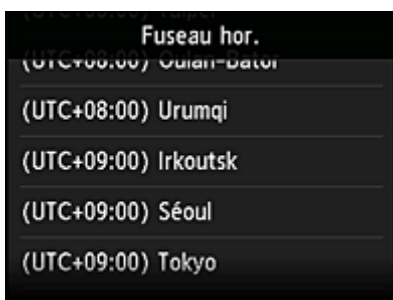 Fuseau hor.
(UTC+08:00) Oulan-Bator
(UTC+08:00) Urumqi
(UTC+09:00) Irkoutsk
(UTC+09:00) Séoul
(UTC+09:00) Tokyo